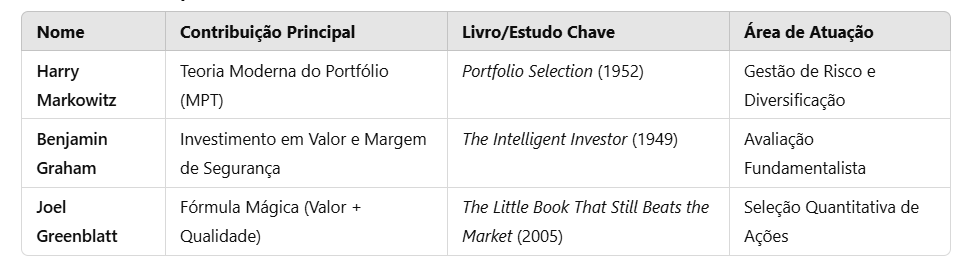 Nome Contribuição Principal Livro/Estudo Chave Área de Atuação
Harry Markowitz Teoria Moderna do Portfólio (MPT) Portfolio Selection (1952) Gestão de Risco e Diversificação
Benjamin Graham Investimento em Valor e Margem de Segurança The Intelligent Investor (1949) Avaliação Fundamentalista
Joel Greenblatt Fórmula Mágica (Valor + Qualidade) The Little Book That Still Beats the Market (2005) Seleção Quantitativa de Ações